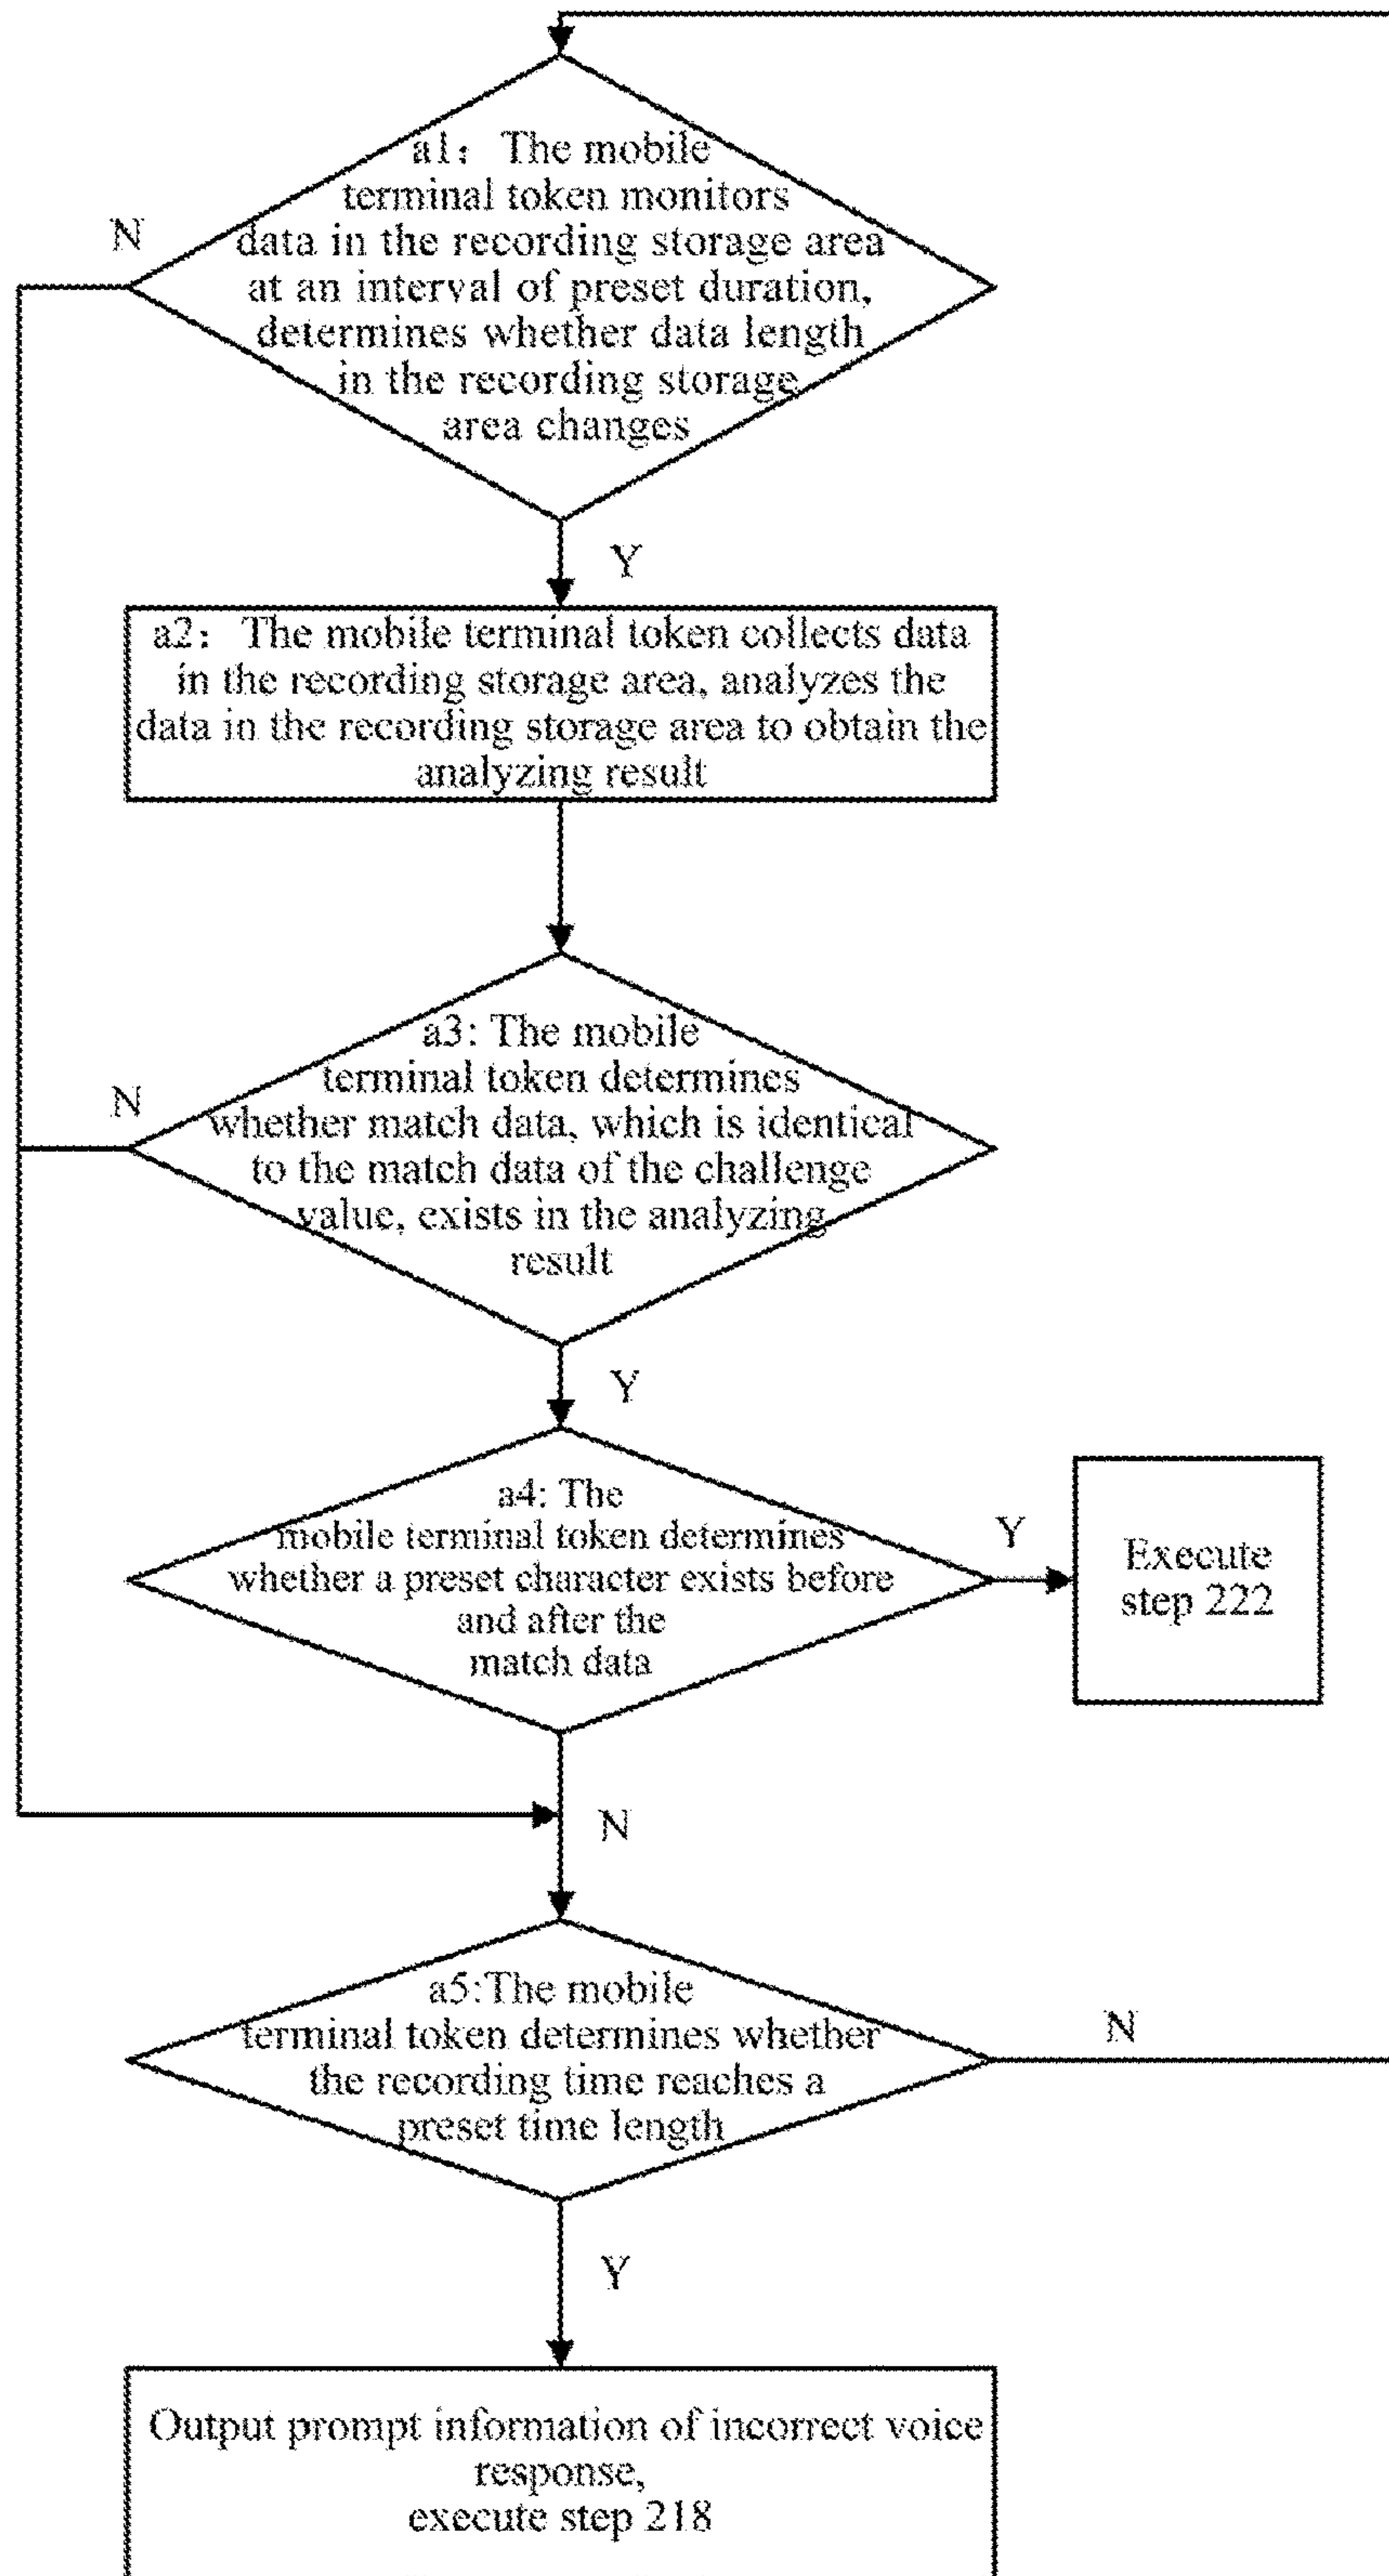 a1: The mobile
terminal token monitors
N
data in the recording storage area
at an interval of preset duration,
determines whether data length
in the recording storage
area changes
Y
a2: The mobile terminal token collects data
in the recording storage area, analyzes the
data in the recording storage area to obtain the
analyzing result
a3: The mobile
terminal token determines
N
whether match data, which is identical
to the match data of the challenge
value, exists in the analyzing
result
Y
a4: The
mobile terminal token determines
whether a preset character exists before
and after the
match data
Y
Execute
step 222
N
a5:The mobile
terminal token determines whether
the recording time reaches a
preset time length
N
Y
Output prompt information of incorrect voice
response,
execute step 218